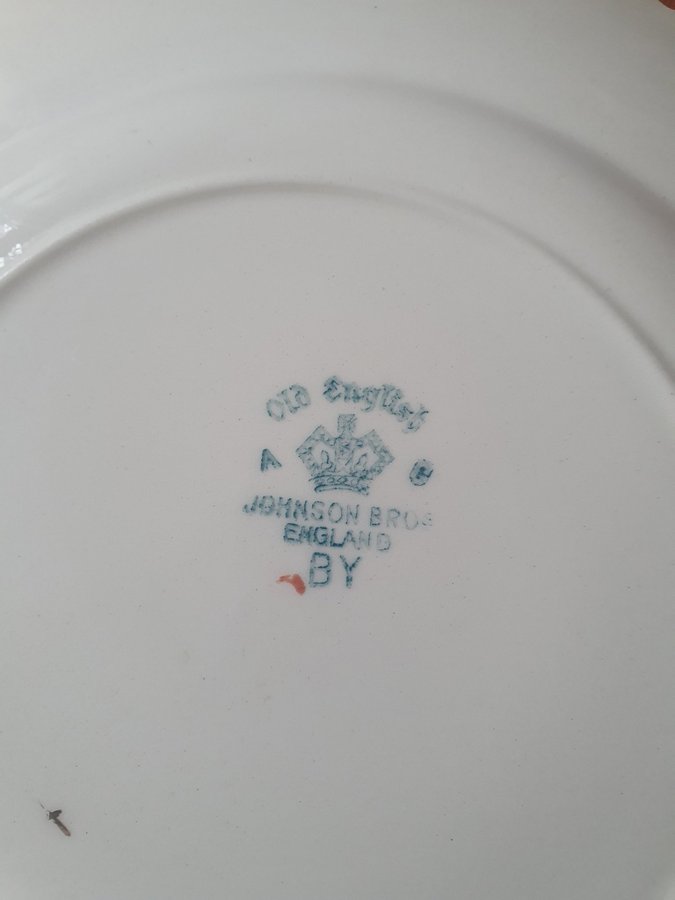 Old English
A G
JOHNSON BROS
ENGLAND
BY